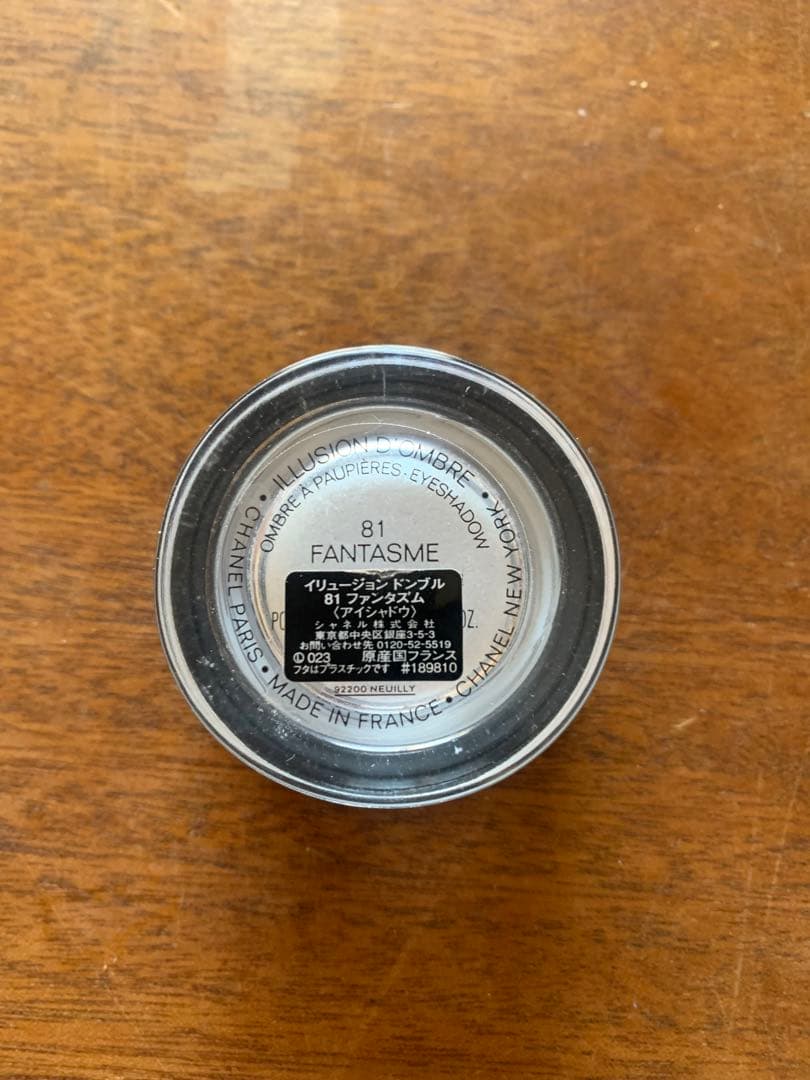 ILLUSION D'OMBRE • CHANEL NEW YORK • MADE IN FRANCE • CHANEL PARIS •
OMBRE À PAUPIÈRES - EYESHADOW
81
FANTASME
イリュージョン ドンブル
81 ファンタズム
〈アイシャドウ〉
シャネル株式会社
東京都中央区銀座3-5-3
お問い合わせ先 0120-52-5519
Ⓛ023 原産国フランス
フタはプラスチックです #189810
92200 NEUILLY